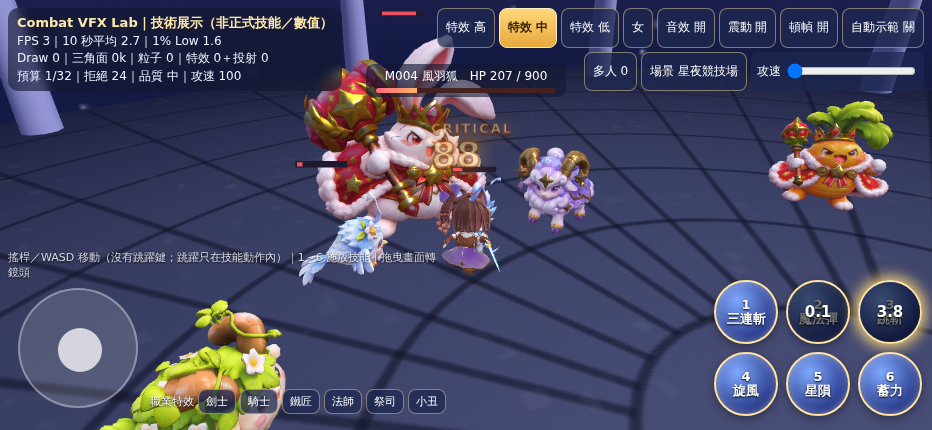 Combat VFX Lab｜技術展示（非正式技能／數值）
FPS 3｜10 秒平均 2.7｜1% Low 1.6
Draw 0｜三角面 0k｜粒子 0｜特效 0＋投射 0
預算 1/32｜拒絕 24｜品質 中｜攻速 100
特效 高
特效 中
特效 低
女
音效 開
震動 開
頓幀 開
自動示範 關
多人 0
場景 星夜競技場
攻速
M004 風羽狐 HP 207 / 900
CRITICAL
88
搖桿／WASD 移動（沒有跳躍鍵；跳躍只在技能動作內）｜1–6 施放技能｜拖曳畫面轉
鏡頭
1
三連斬
2
0.1
魔法彈
3
3.8
跳斬
4
旋風
5
星隕
6
蓄力
職業特效
劍士
騎士
鐵匠
法師
祭司
小丑